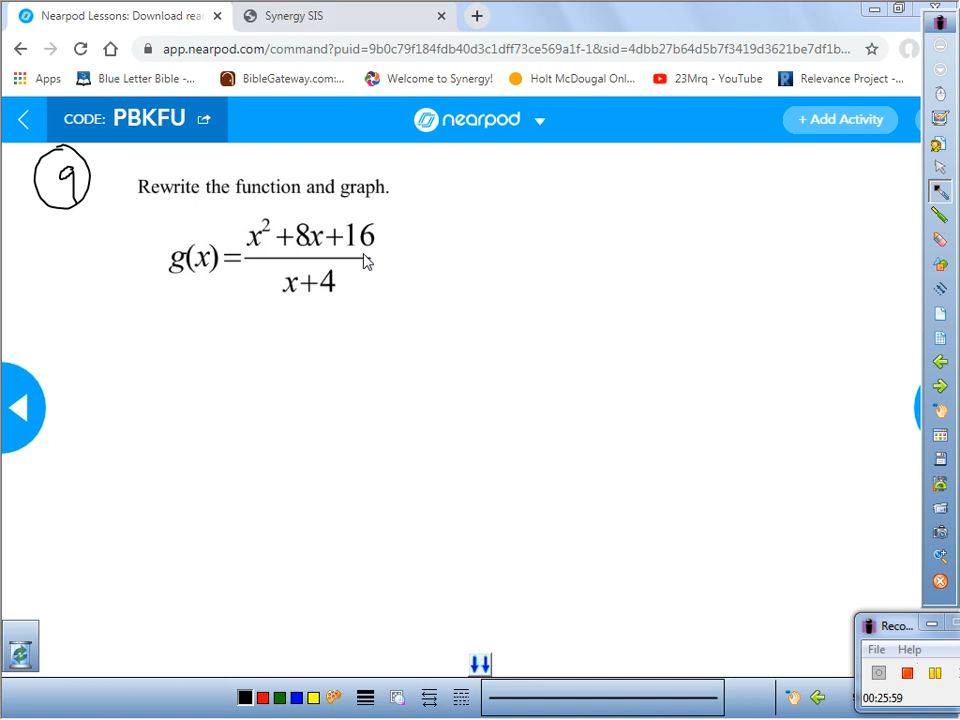 Nearpod Lessons: Download rea
Synergy SIS
app.nearpod.com/command?puid=9b0c79f184fdb40d3c1dff73ce569a1f-1&sid=4dbb27b64d5b7f3419d3621be7df1b...
Apps Blue Letter Bible -... BibleGateway.com:... Welcome to Synergy! Holt McDougal Onl... 23Mrq - YouTube Relevance Project -...
CODE: PBKFU nearpod + Add Activity
9
Rewrite the function and graph.
g(x)=\frac{x²+8x+16}{x+4}
Reco...
File Help
00:25:59